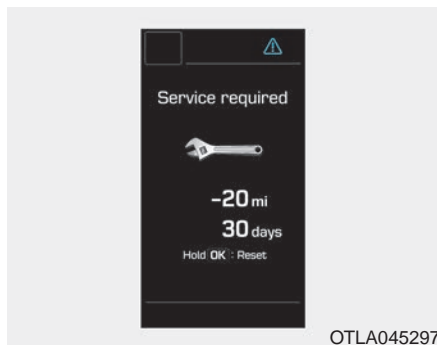 Service required
-20 mi
30 days
Hold OK : Reset
OTLA045297